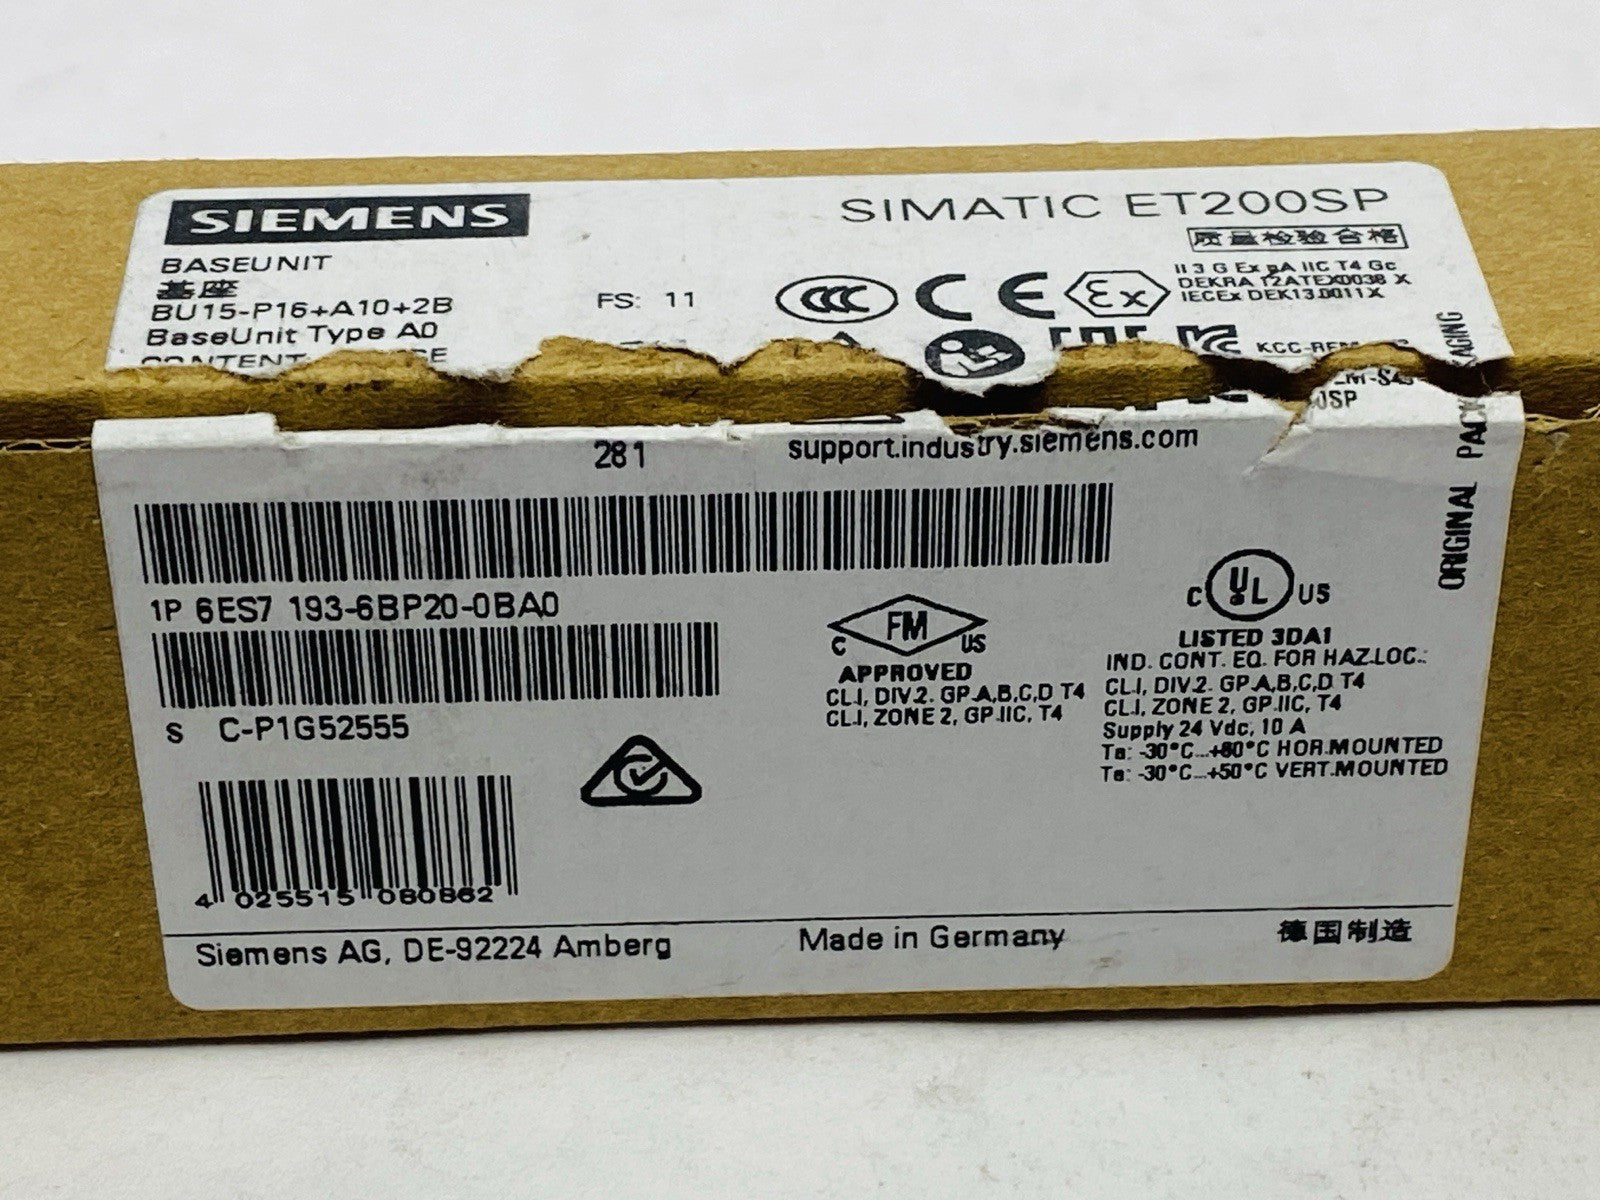 SIEMENS
SIMATIC ET200SP
质量检验合格
BASEUNIT
基座
BU15-P16+A10+2B
BaseUnit Type A0
FS: 11
CCC
CE
Ex
II 3 G Ex nA IIC T4 Gc
DEKRA 12ATEX0038 X
IECEx DEK13.0011X
0SP
281
support.industry.siemens.com
ORIGINAL
1P 6ES7 193-6BP20-0BA0
S C-P1G52555
4 025515 080862
C FM US
APPROVED
CL.I, DIV.2. GP.A,B,C,D T4
CL.I, ZONE 2, GP.IIC, T4
C UL US
LISTED 3DA1
IND. CONT. EQ. FOR HAZ.LOC.:
CL.I, DIV.2. GP.A,B,C,D T4
CL.I, ZONE 2, GP.IIC, T4
Supply 24 Vdc, 10 A
Ta: -30°C...+60°C HOR.MOUNTED
Ta: -30°C...+50°C VERT.MOUNTED
Siemens AG, DE-92224 Amberg
Made in Germany
德国制造